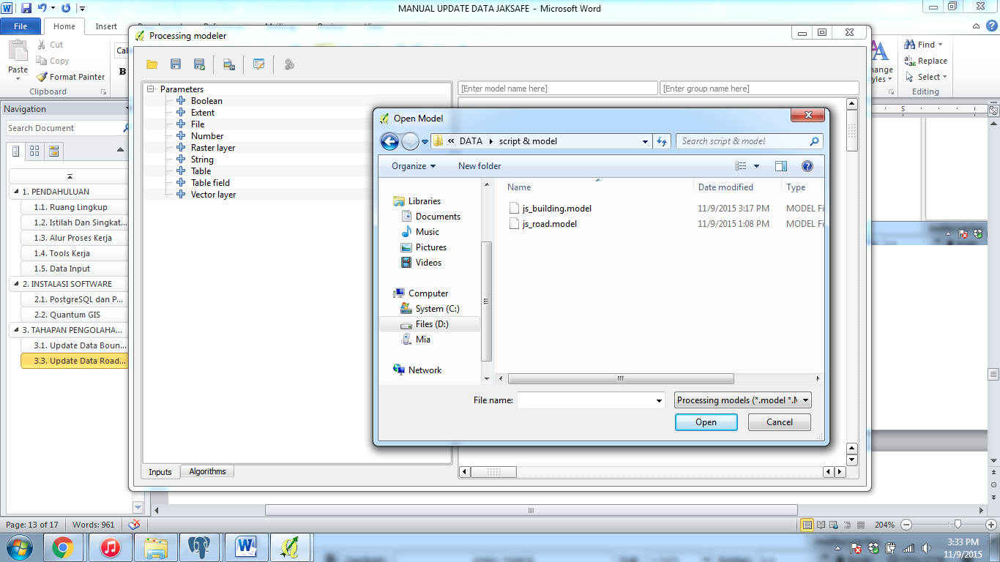 MANUAL UPDATE DATA JAKSAFE - Microsoft Word
File
Home
Insert
Cut
Copy
Format Painter
Paste
Clipboard
Cal
B
Find
Replace
Select
Editing
Navigation
Search Document
1. PENDAHULUAN
1.1. Ruang Lingkup
1.2. Istilah Dan Singkat...
1.3. Alur Proses Kerja
1.4. Tools Kerja
1.5. Data Input
2. INSTALASI SOFTWARE
2.1. PostgreSQL dan P...
2.2. Quantum GIS
3. TAHAPAN PENGOLAHA...
3.1. Update Data Boun...
3.3. Update Data Road...
Processing modeler
Parameters
Boolean
Extent
File
Number
Raster layer
String
Table
Table field
Vector layer
Inputs
Algorithms
[Enter model name here]
[Enter group name here]
5
Open Model
DATA
script & model
Search script & model
Organize
New folder
Libraries
Documents
Music
Pictures
Videos
Computer
System (C:)
Files (D:)
Mia
Network
Name
Date modified
Type
js_building.model
11/9/2015 3:17 PM
MODEL Fi
js_road.model
11/9/2015 1:08 PM
MODEL Fi
File name:
Processing models (*.model *.M
Open
Cancel
Page: 13 of 17
Words: 961
204%
3:33 PM
11/9/2015